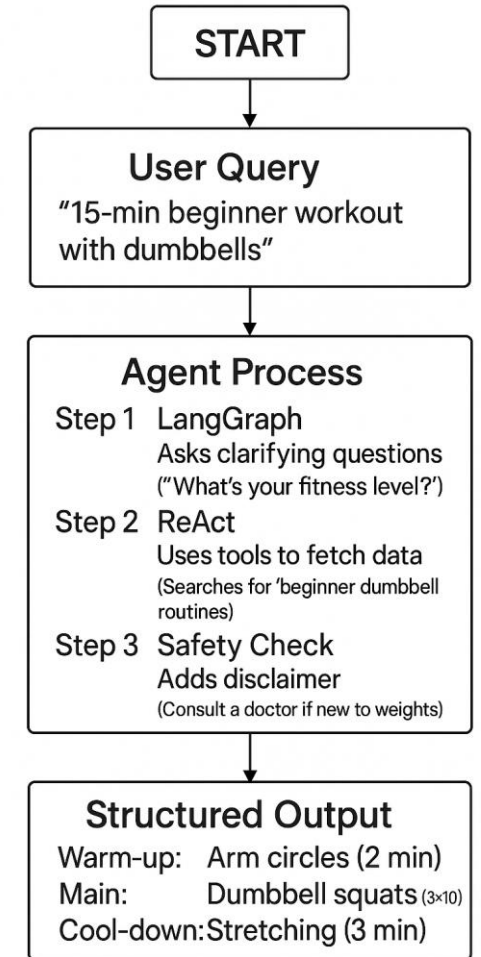 START
User Query
“15-min beginner workout
with dumbbells”
Agent Process
Step 1 LangGraph
Asks clarifying questions
(“What’s your fitness level?’)
Step 2 ReAct
Uses tools to fetch data
(Searches for ‘beginner dumbbell
routines)
Step 3 Safety Check
Adds disclaimer
(Consult a doctor if new to weights)
Structured Output
Warm-up: Arm circles (2 min)
Main: Dumbbell squats (3×10)
Cool-down: Stretching (3 min)